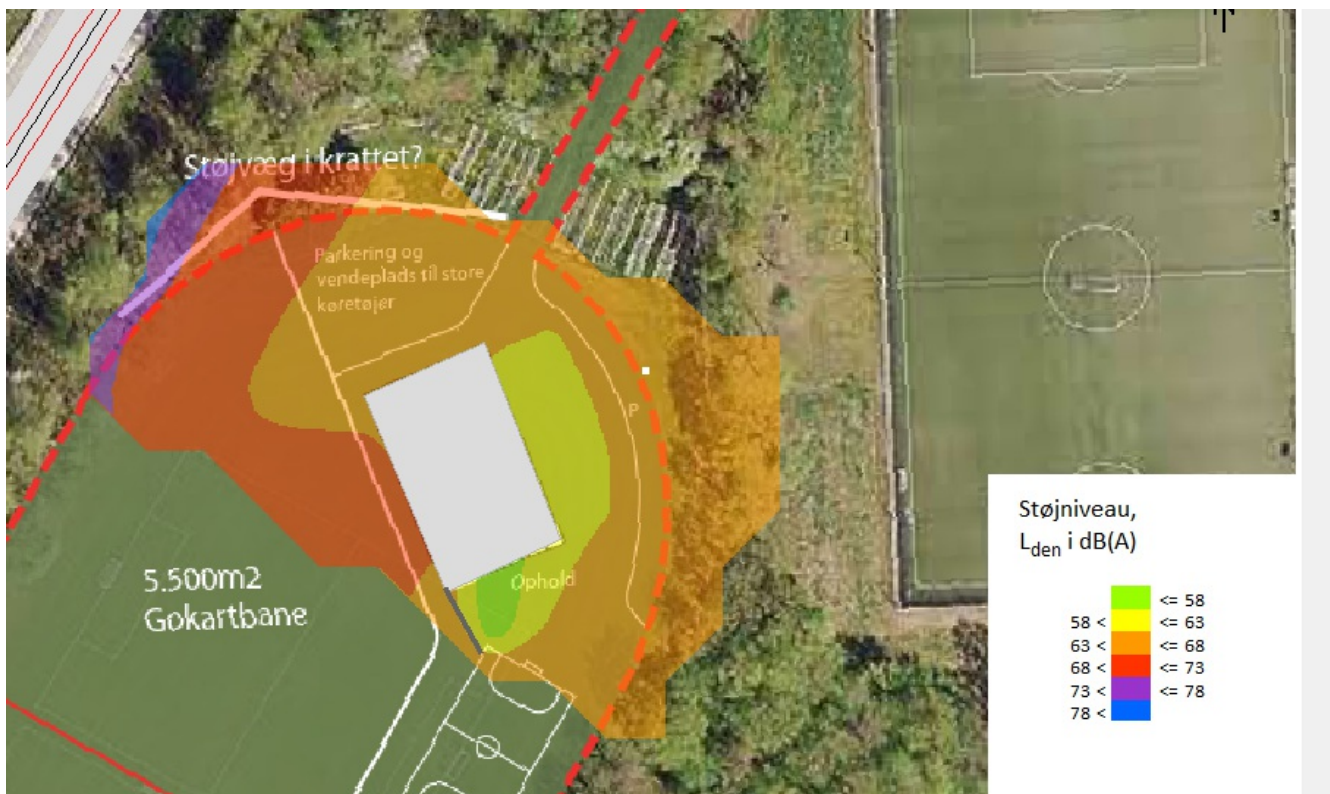 Støjvæg i krattet?
Parkering og
vendeplads til store
køretøjer
P
Ophold
5.500m2
Gokartbane
Støjniveau,
Lden i dB(A)
<= 58
58 < <= 63
63 < <= 68
68 < <= 73
73 < <= 78
78 <